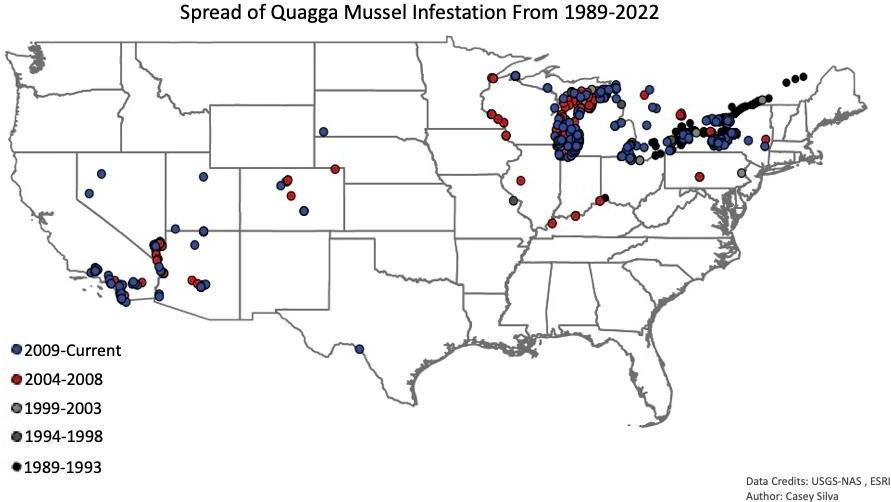 Spread of Quagga Mussel Infestation From 1989-2022
2009-Current
2004-2008
1999-2003
1994-1998
1989-1993
Data Credits: USGS-NAS , ESRI
Author: Casey Silva